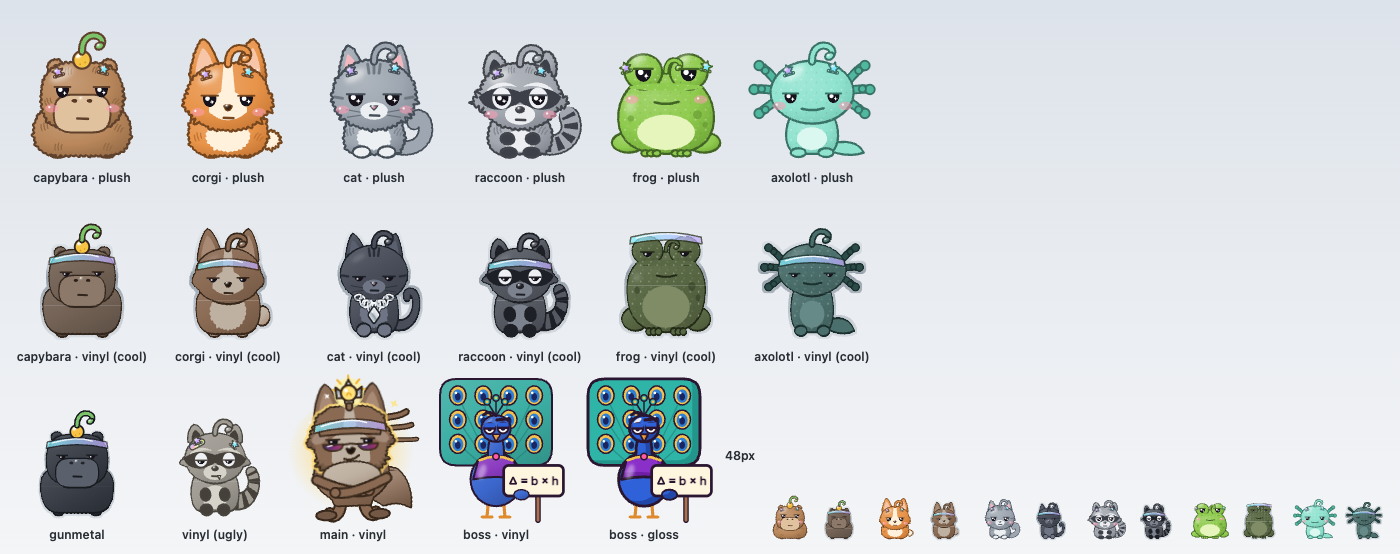 capybara · plush
corgi · plush
cat · plush
raccoon · plush
frog · plush
axolotl · plush
capybara · vinyl (cool)
corgi · vinyl (cool)
cat · vinyl (cool)
raccoon · vinyl (cool)
frog · vinyl (cool)
axolotl · vinyl (cool)
Δ = b × h
Δ = b × h
48px
gunmetal
vinyl (ugly)
main · vinyl
boss · vinyl
boss · gloss